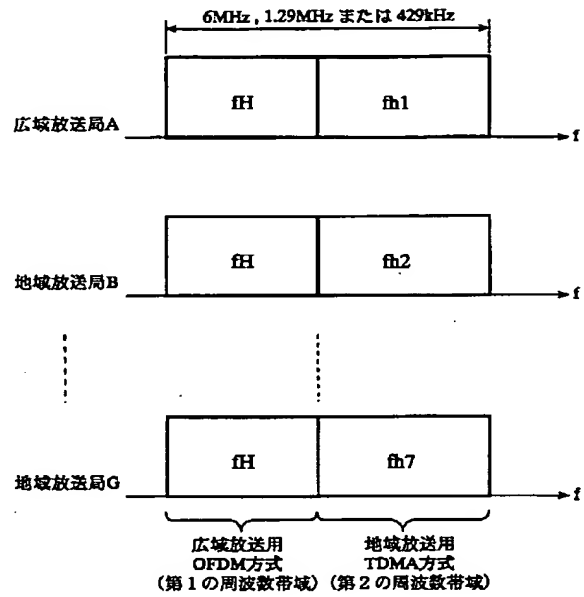 6MHz , 1.29MHz または 429kHz
広域放送局A
fH
fh1
f
地域放送局B
fH
fh2
f
地域放送局G
fH
fh7
f
広域放送用
OFDM方式
(第1の周波数帯域)
地域放送用
TDMA方式
(第2の周波数帯域)